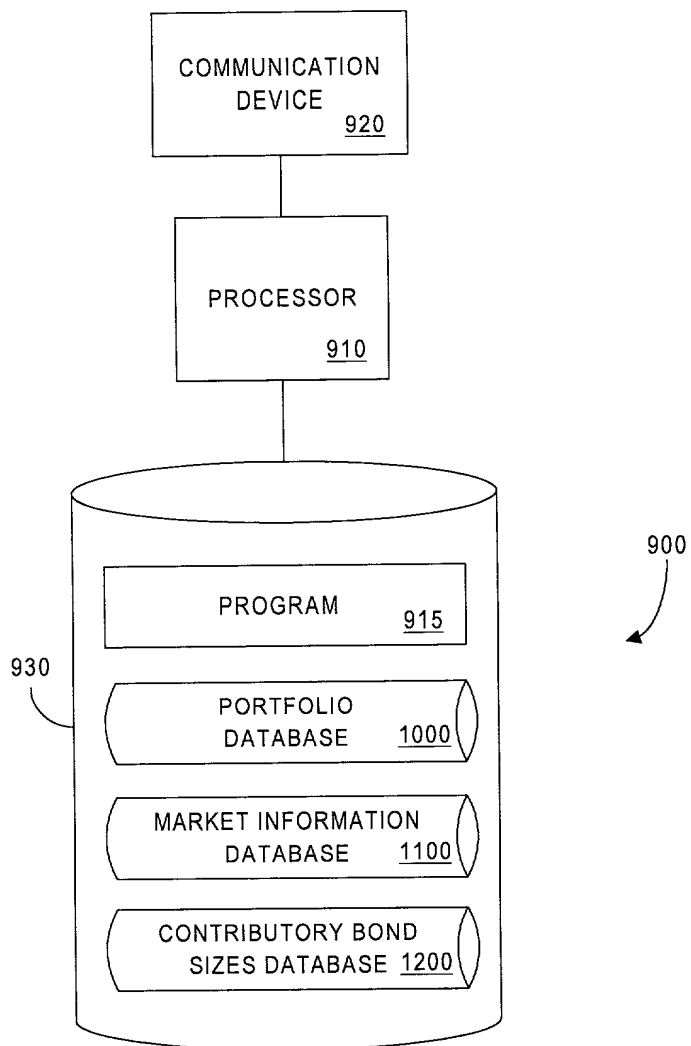 COMMUNICATION
DEVICE
920
PROCESSOR
910
900
PROGRAM
915
930
PORTFOLIO
DATABASE 1000
MARKET INFORMATION
DATABASE 1100
CONTRIBUTORY BOND
SIZES DATABASE 1200